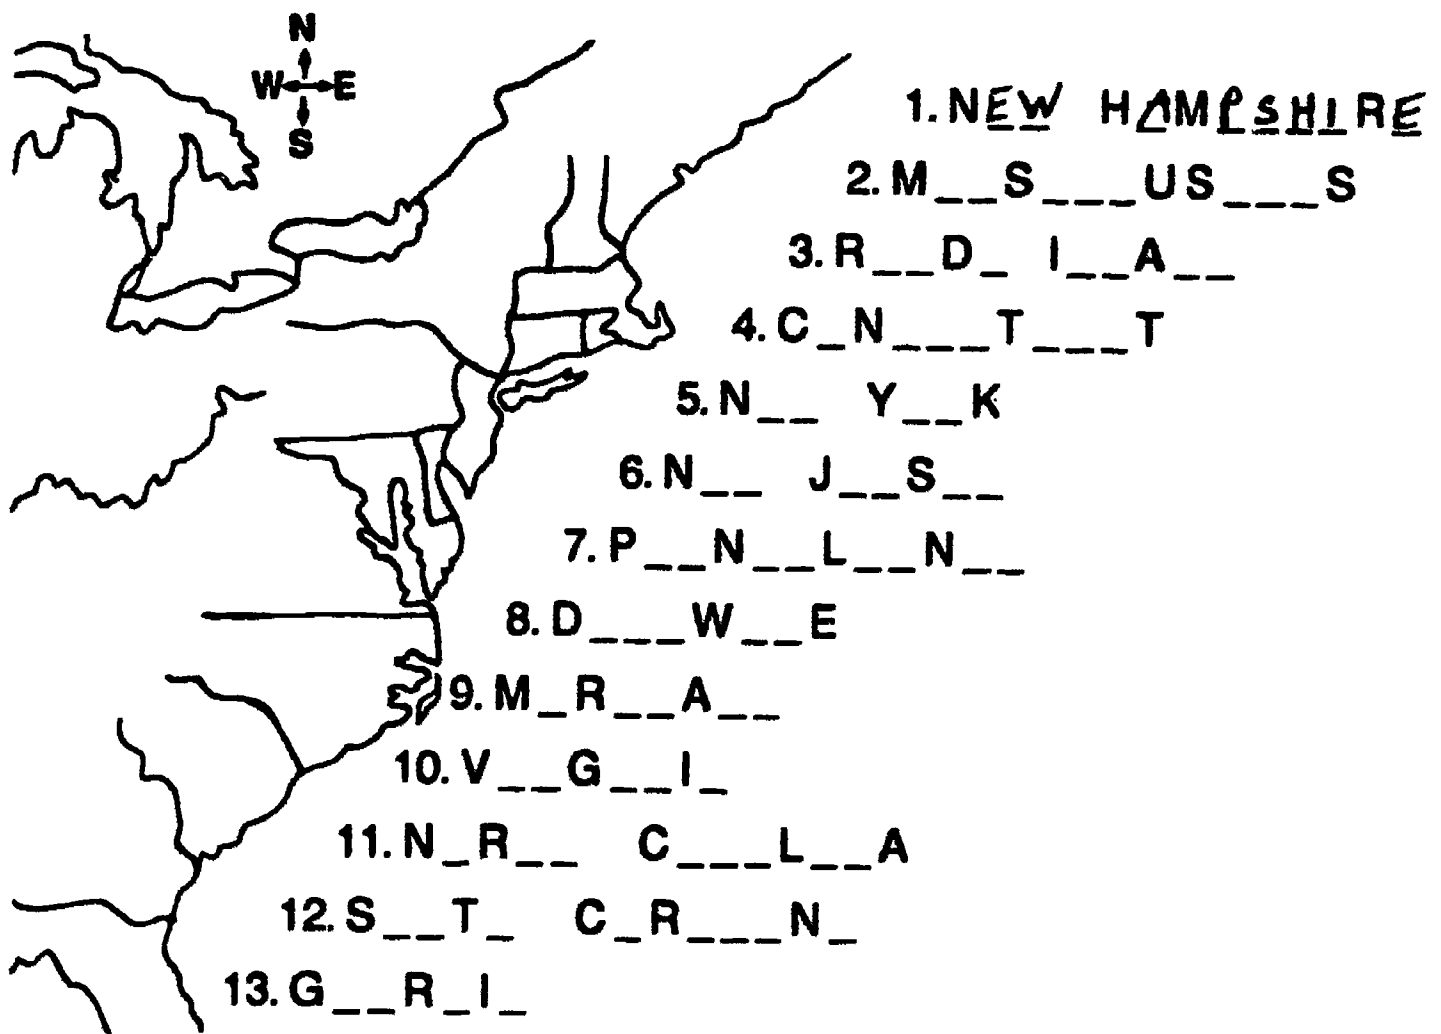 N
W E
S
1. NEW HAMPSHIRE
2. M__S___US___S
3. R__D_ I__A__
4. C_N___T___T
5. N__ Y__K
6. N__ J__S__
7. P__N__L__N__
8. D___W__E
9. M_R__A__
10. V__G__I_
11. N_R__ C___L__A
12. S__T_ C_R___N_
13. G__R_I_